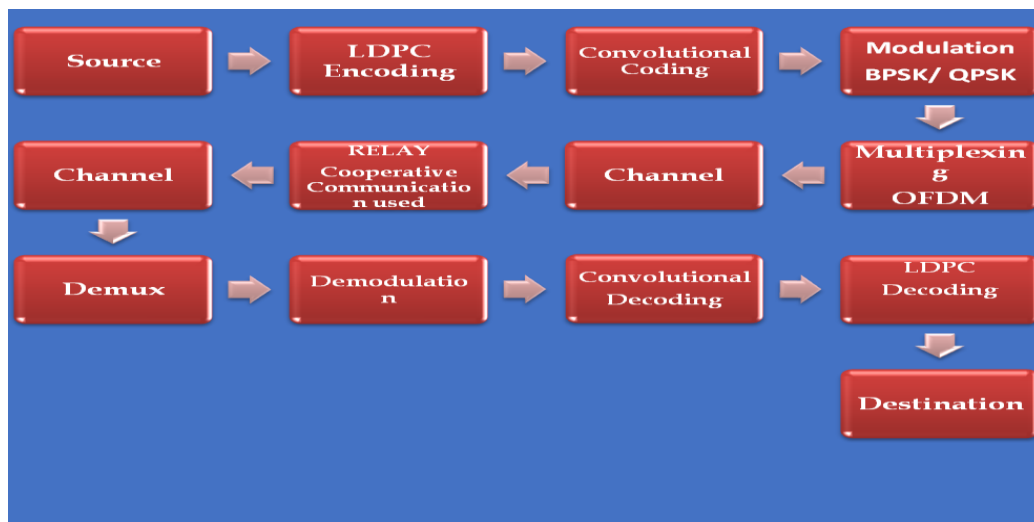 Source
LDPC
Encoding
Convolutional
Coding
Modulation
BPSK/ QPSK
Multiplexin
g
OFDM
Channel
RELAY
Cooperative
Communicatio
n used
Channel
Demux
Demodulatio
n
Convolutional
Decoding
LDPC
Decoding
Destination